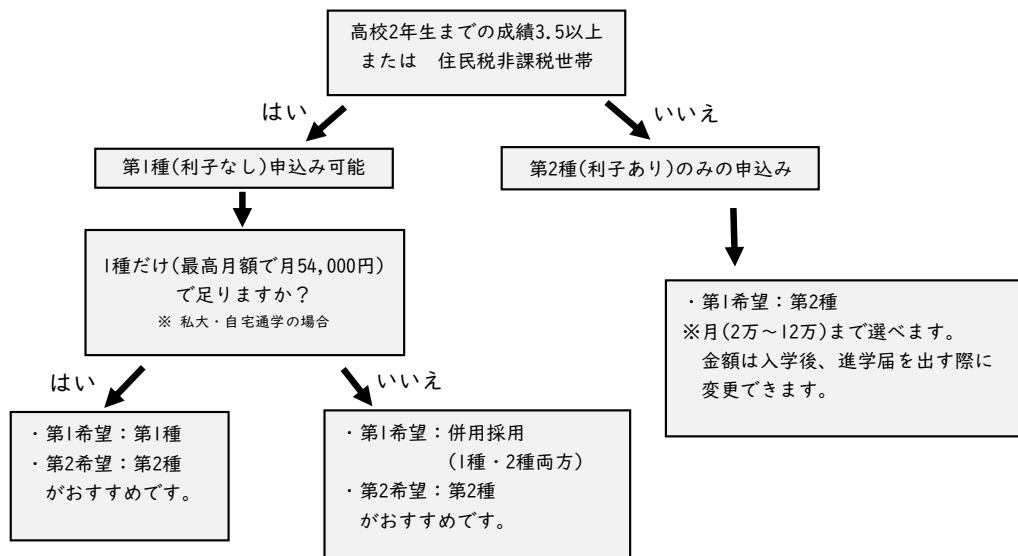 高校2年生までの成績3.5以上
または　住民税非課税世帯
はい
いいえ
第1種(利子なし)申込み可能
第2種(利子あり)のみの申込み
1種だけ(最高月額で月54,000円)
で足りますか？
※ 私大・自宅通学の場合
・第1希望：第2種
※月(2万～12万)まで選べます。
金額は入学後、進学届を出す際に
変更できます。
はい
いいえ
・第1希望：第1種
・第2希望：第2種
がおすすめです。
・第1希望：併用採用
(1種・2種両方)
・第2希望：第2種
がおすすめです。